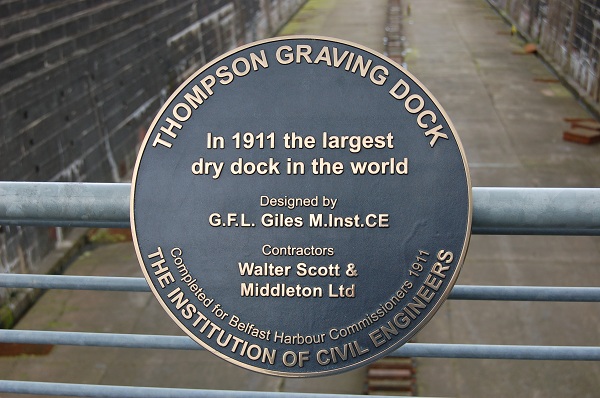 THOMPSON GRAVING DOCK
In 1911 the largest
dry dock in the world
Designed by
G.F.L. Giles M.Inst.CE
Contractors
Walter Scott &
Middleton Ltd
Completed for Belfast Harbour Commissioners 1911
THE INSTITUTION OF CIVIL ENGINEERS